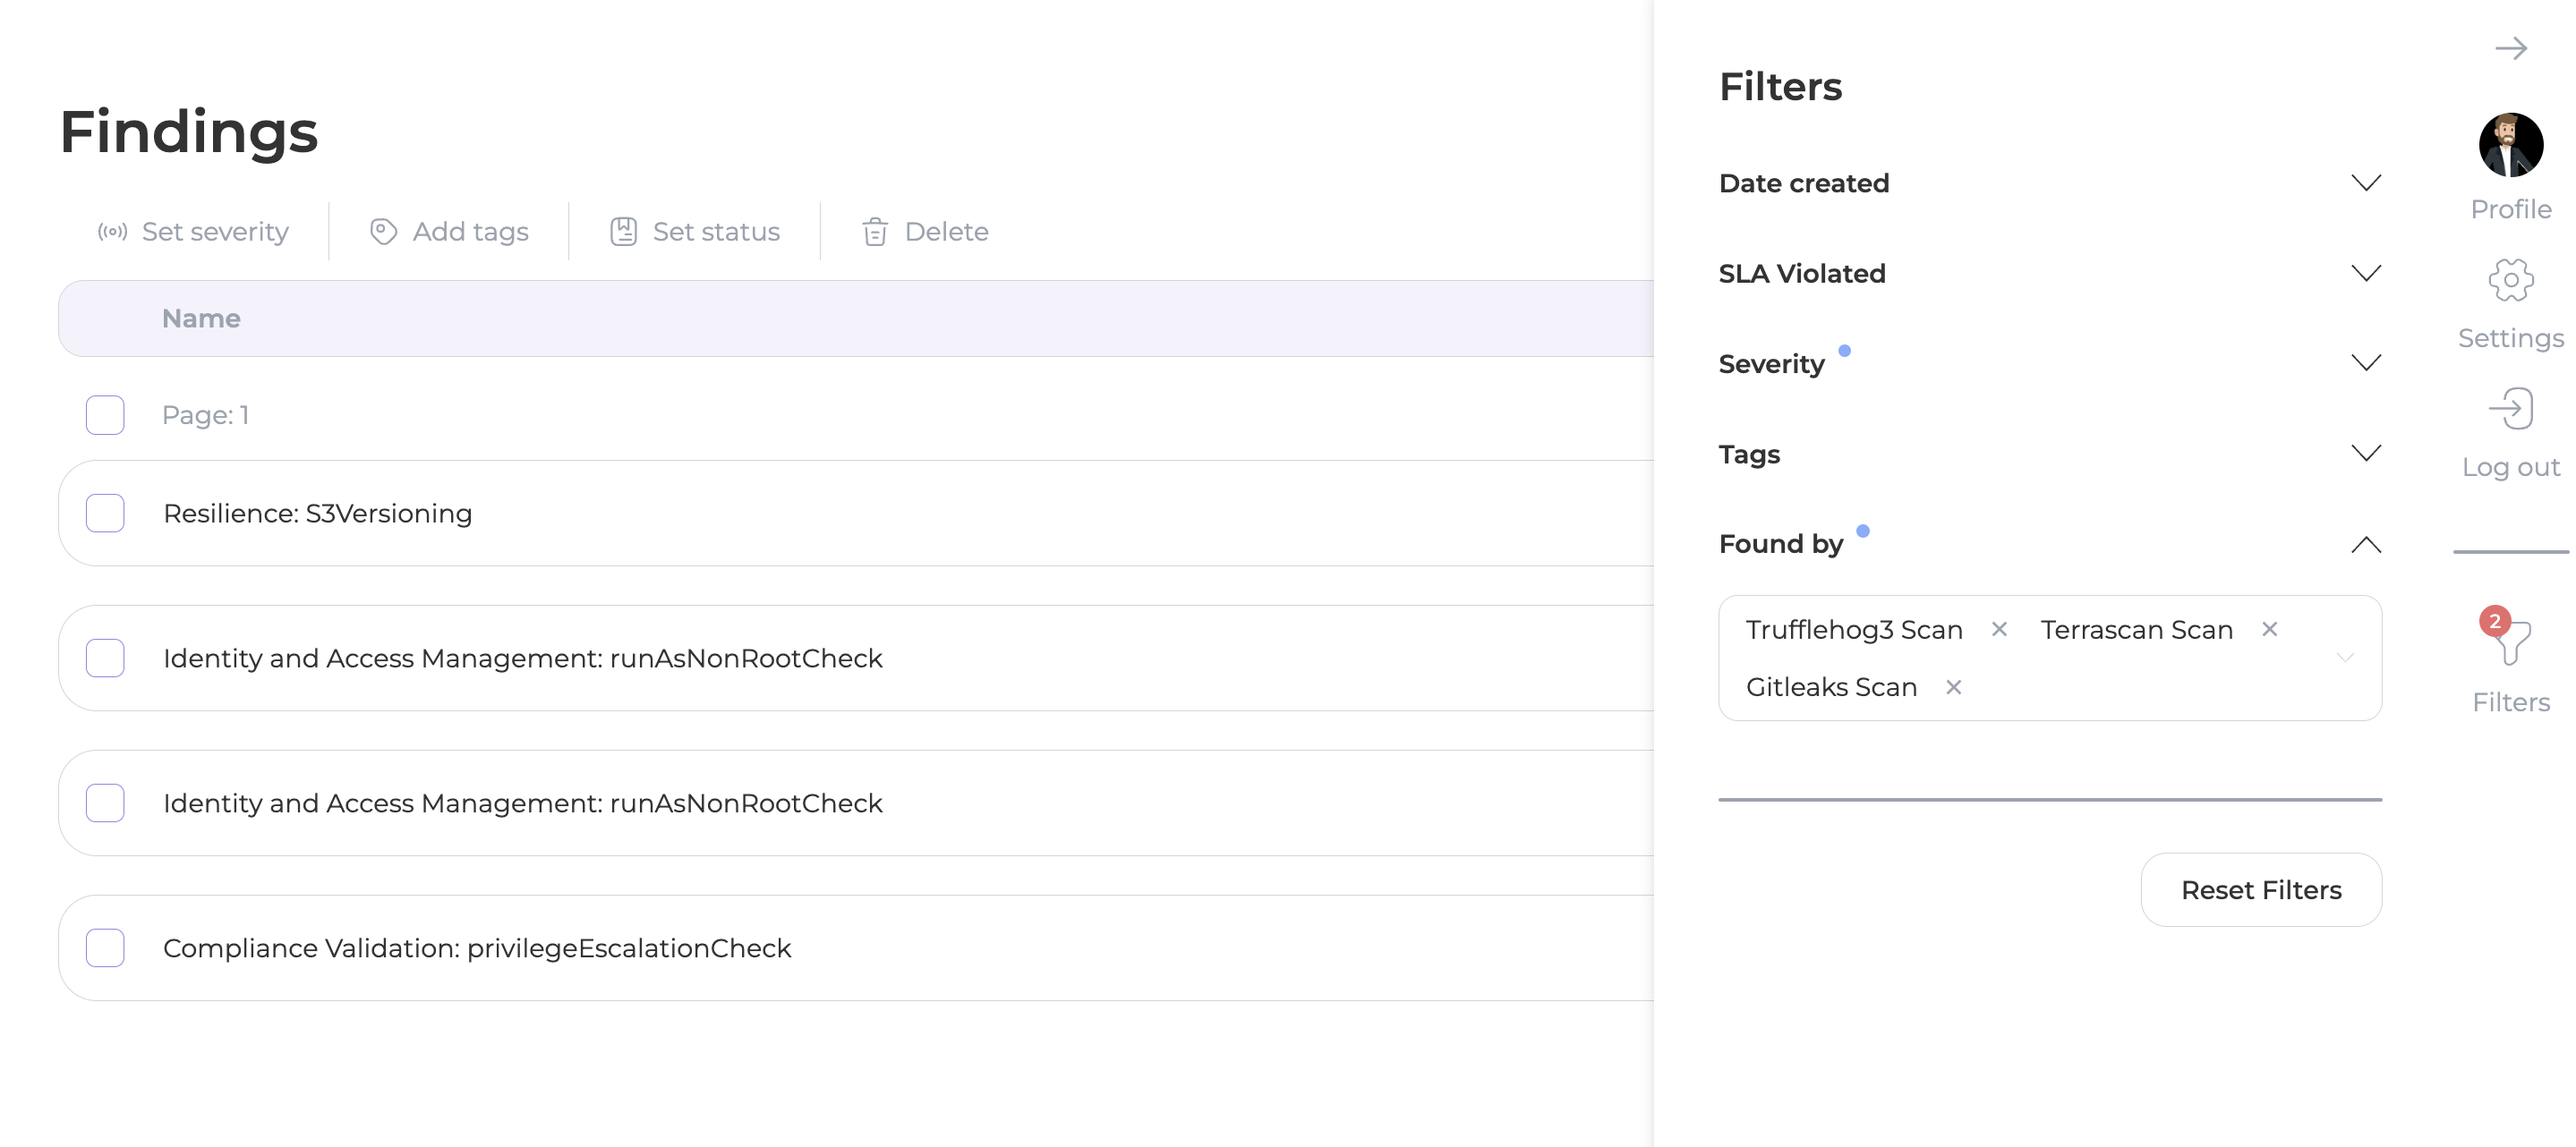 Findings
Set severity
Add tags
Set status
Delete
Name
Page: 1
Resilience: S3Versioning
Identity and Access Management: runAsNonRootCheck
Identity and Access Management: runAsNonRootCheck
Compliance Validation: privilegeEscalationCheck
Filters
Date created
SLA Violated
Severity
Tags
Found by
Trufflehog3 Scan × Terrascan Scan ×
Gitleaks Scan ×
Reset Filters
Profile
Settings
Log out
2
Filters